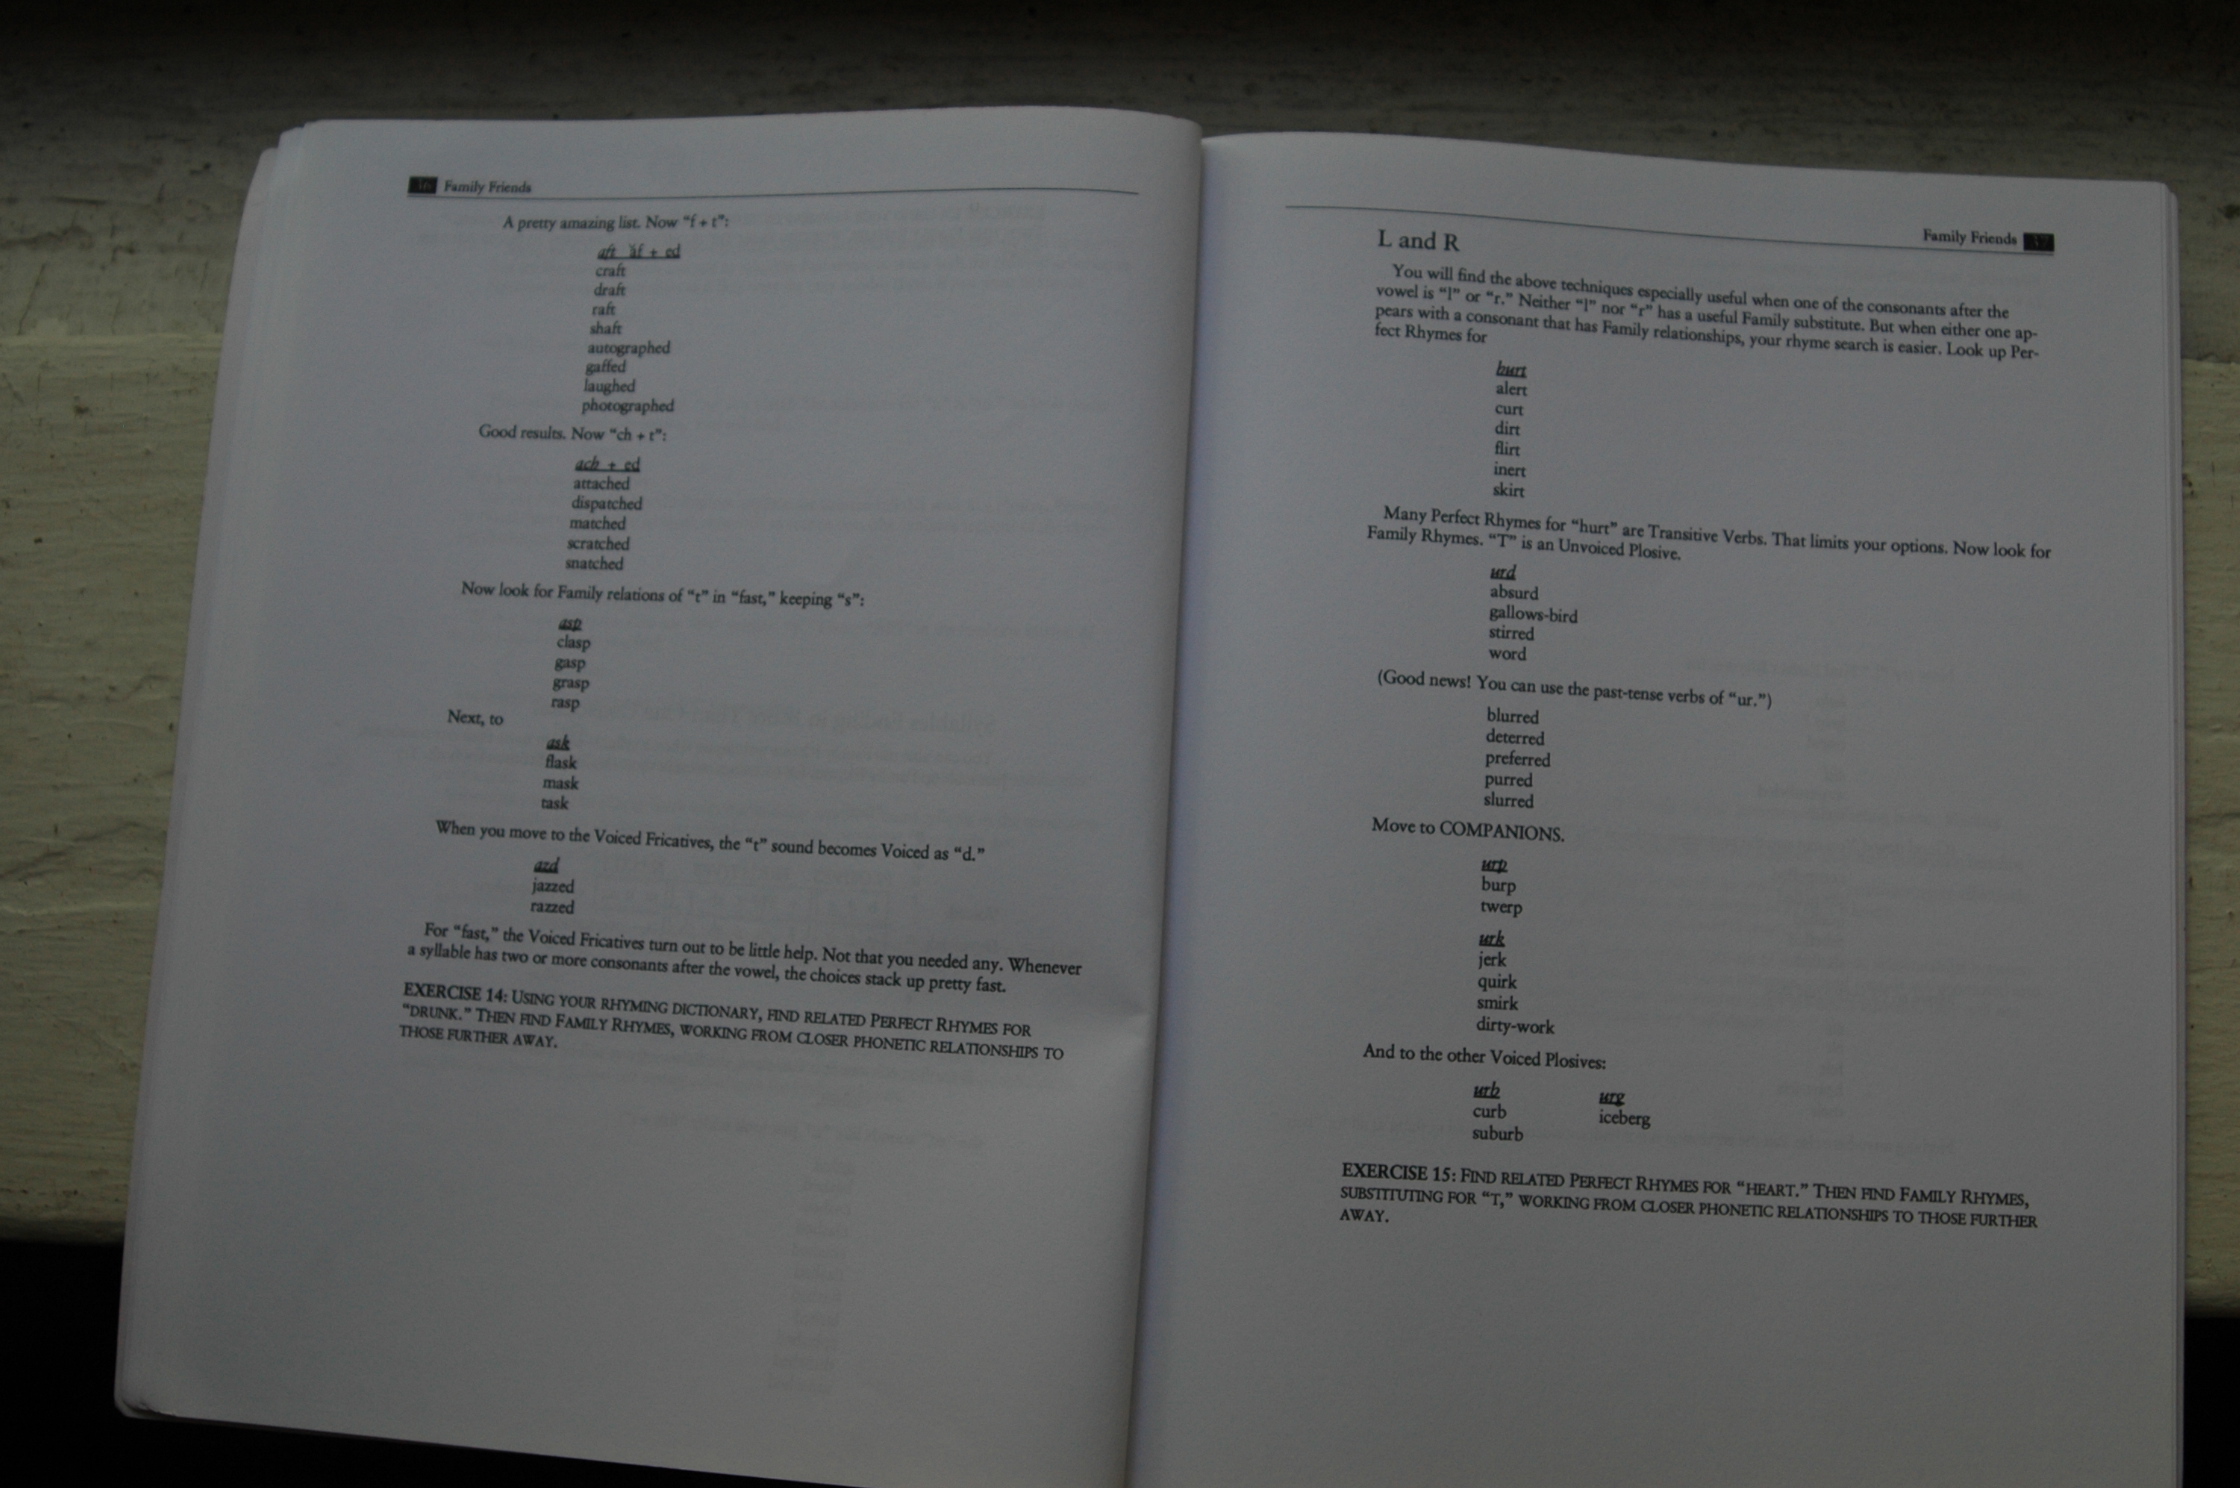 36 Family Friends
A pretty amazing list. Now "f + t":
aft af + ed
craft
draft
raft
shaft
autographed
gaffed
laughed
photographed
Good results. Now "ch + t":
ach + ed
attached
dispatched
matched
scratched
snatched
Now look for Family relations of "t" in "fast," keeping "s":
asp
clasp
gasp
grasp
rasp
Next, to
ask
flask
mask
task
When you move to the Voiced Fricatives, the "t" sound becomes Voiced as "d."
azd
jazzed
razzed
For "fast," the Voiced Fricatives turn out to be little help. Not that you needed any. Whenever
a syllable has two or more consonants after the vowel, the choices stack up pretty fast.
EXERCISE 14: USING YOUR RHYMING DICTIONARY, FIND RELATED PERFECT RHYMES FOR
"DRUNK." THEN FIND FAMILY RHYMES, WORKING FROM CLOSER PHONETIC RELATIONSHIPS TO
THOSE FURTHER AWAY.
Family Friends 37
L and R
You will find the above techniques especially useful when one of the consonants after the
vowel is "l" or "r." Neither "l" nor "r" has a useful Family substitute. But when either one ap-
pears with a consonant that has Family relationships, your rhyme search is easier. Look up Per-
fect Rhymes for
hurt
alert
curt
dirt
flirt
inert
skirt
Many Perfect Rhymes for "hurt" are Transitive Verbs. That limits your options. Now look for
Family Rhymes. "T" is an Unvoiced Plosive.
urd
absurd
gallows-bird
stirred
word
(Good news! You can use the past-tense verbs of "ur.")
blurred
deterred
preferred
purred
slurred
Move to COMPANIONS.
urp
burp
twerp
urk
jerk
quirk
smirk
dirty-work
And to the other Voiced Plosives:
urb urg
curb iceberg
suburb
EXERCISE 15: FIND RELATED PERFECT RHYMES FOR "HEART." THEN FIND FAMILY RHYMES,
SUBSTITUTING FOR "T," WORKING FROM CLOSER PHONETIC RELATIONSHIPS TO THOSE FURTHER
AWAY.